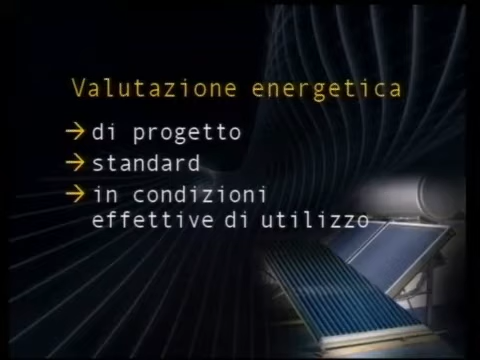 Valutazione energetica
→ di progetto
→ standard
→ in condizioni
effettive di utilizzo